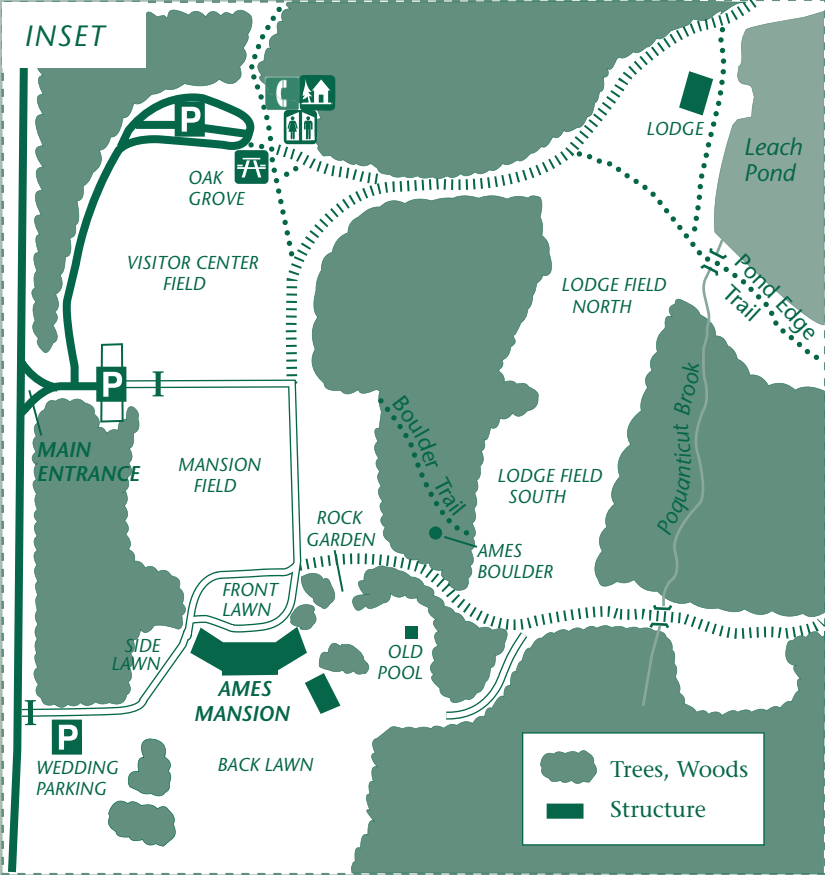 INSET
P
OAK
GROVE
LODGE
Leach
Pond
VISITOR CENTER
FIELD
LODGE FIELD
NORTH
Pond Edge
Trail
P
MAIN
ENTRANCE
MANSION
FIELD
Boulder Trail
LODGE FIELD
SOUTH
Poquanticut Brook
ROCK
GARDEN
AMES
BOULDER
FRONT
LAWN
SIDE
LAWN
OLD
POOL
AMES
MANSION
P
WEDDING
PARKING
BACK LAWN
Trees, Woods
Structure